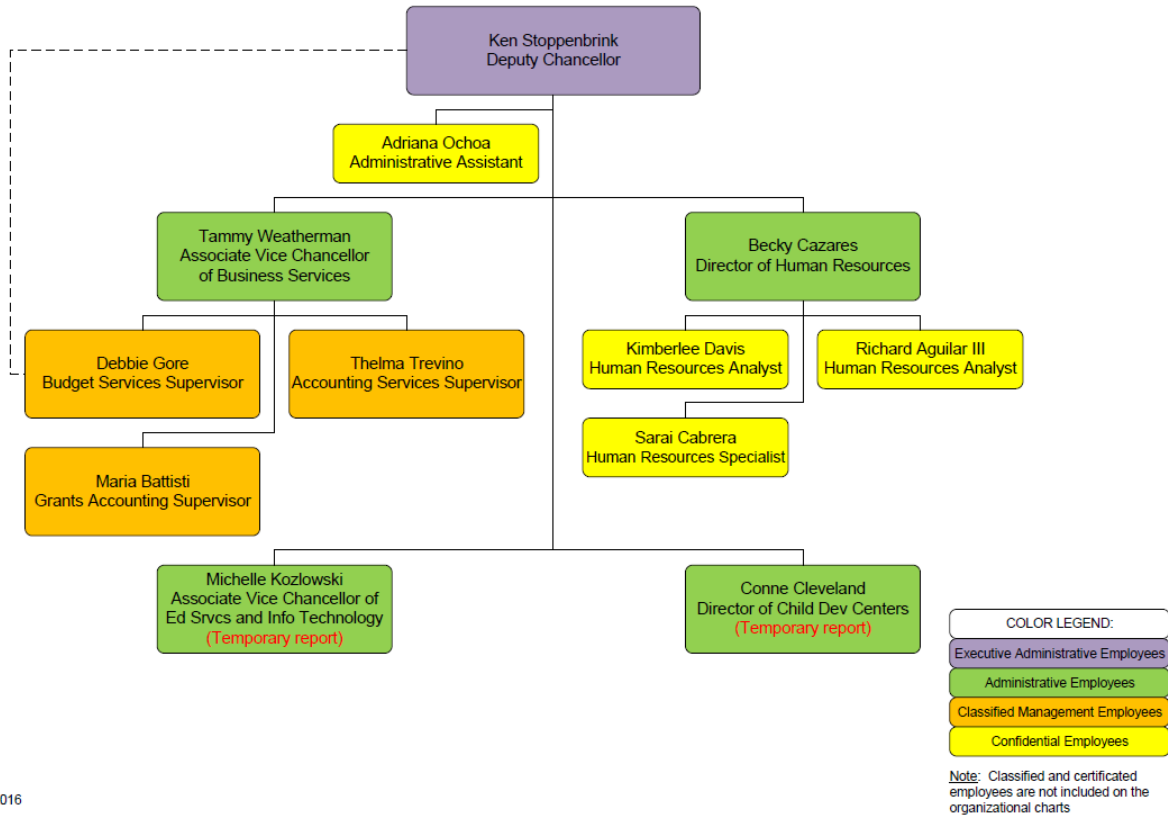 Ken Stoppenbrink
Deputy Chancellor
Adriana Ochoa
Administrative Assistant
Tammy Weatherman
Associate Vice Chancellor
of Business Services
Becky Cazares
Director of Human Resources
Debbie Gore
Budget Services Supervisor
Thelma Trevino
Accounting Services Supervisor
Kimberlee Davis
Human Resources Analyst
Richard Aguilar III
Human Resources Analyst
Maria Battisti
Grants Accounting Supervisor
Sarai Cabrera
Human Resources Specialist
Michelle Kozlowski
Associate Vice Chancellor of
Ed Srvcs and Info Technology
(Temporary report)
Conne Cleveland
Director of Child Dev Centers
(Temporary report)
COLOR LEGEND:
Executive Administrative Employees
Administrative Employees
Classified Management Employees
Confidential Employees
Note: Classified and certificated
employees are not included on the
organizational charts
016